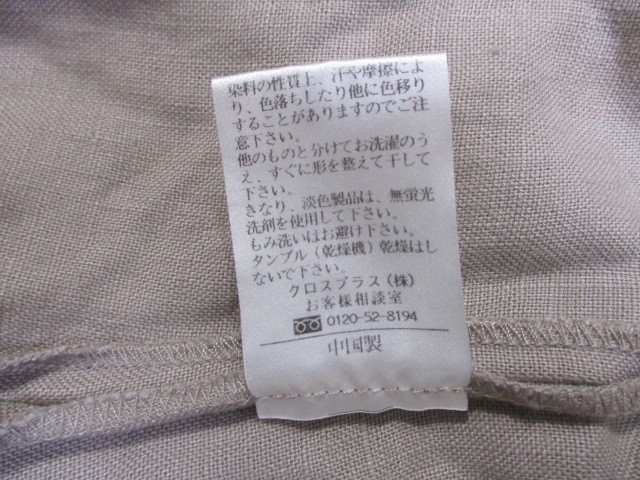 染料の性質上、汗や摩擦によ
り、色落ちしたり他に色移り
することがありますのでご注
意下さい。
他のものと分けてお洗濯のう
え、すぐに形を整えて干して
下さい。
きなり、淡色製品は、無蛍光
洗剤を使用して下さい。
もみ洗いはお避け下さい。
タンブル(乾燥機)乾燥はし
ないで下さい。
クロスプラス(株)
お客様相談室
0120-52-8194
中国製